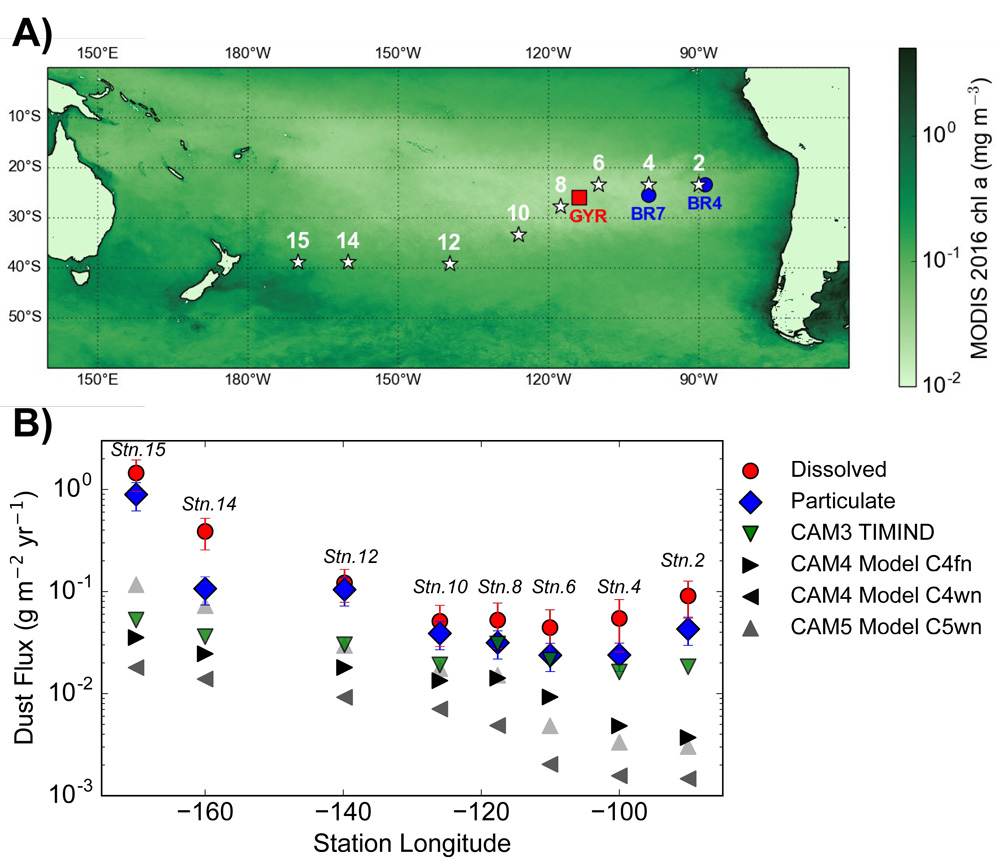 A)
150°E 180°W 150°W 120°W 90°W
10°S
20°S
30°S
40°S
50°S
6 4 2
8
GYR BR7 BR4
10
15 14 12
150°E 180°W 150°W 120°W 90°W
10⁰
10⁻¹
10⁻²
MODIS 2016 chl a (mg m⁻³)
B)
Stn.15
Stn.14
Stn.12
Stn.10 Stn.8 Stn.6 Stn.4 Stn.2
10⁰
10⁻¹
10⁻²
10⁻³
Dust Flux (g m⁻² yr⁻¹)
−160 −140 −120 −100
Station Longitude
Dissolved
Particulate
CAM3 TIMIND
CAM4 Model C4fn
CAM4 Model C4wn
CAM5 Model C5wn